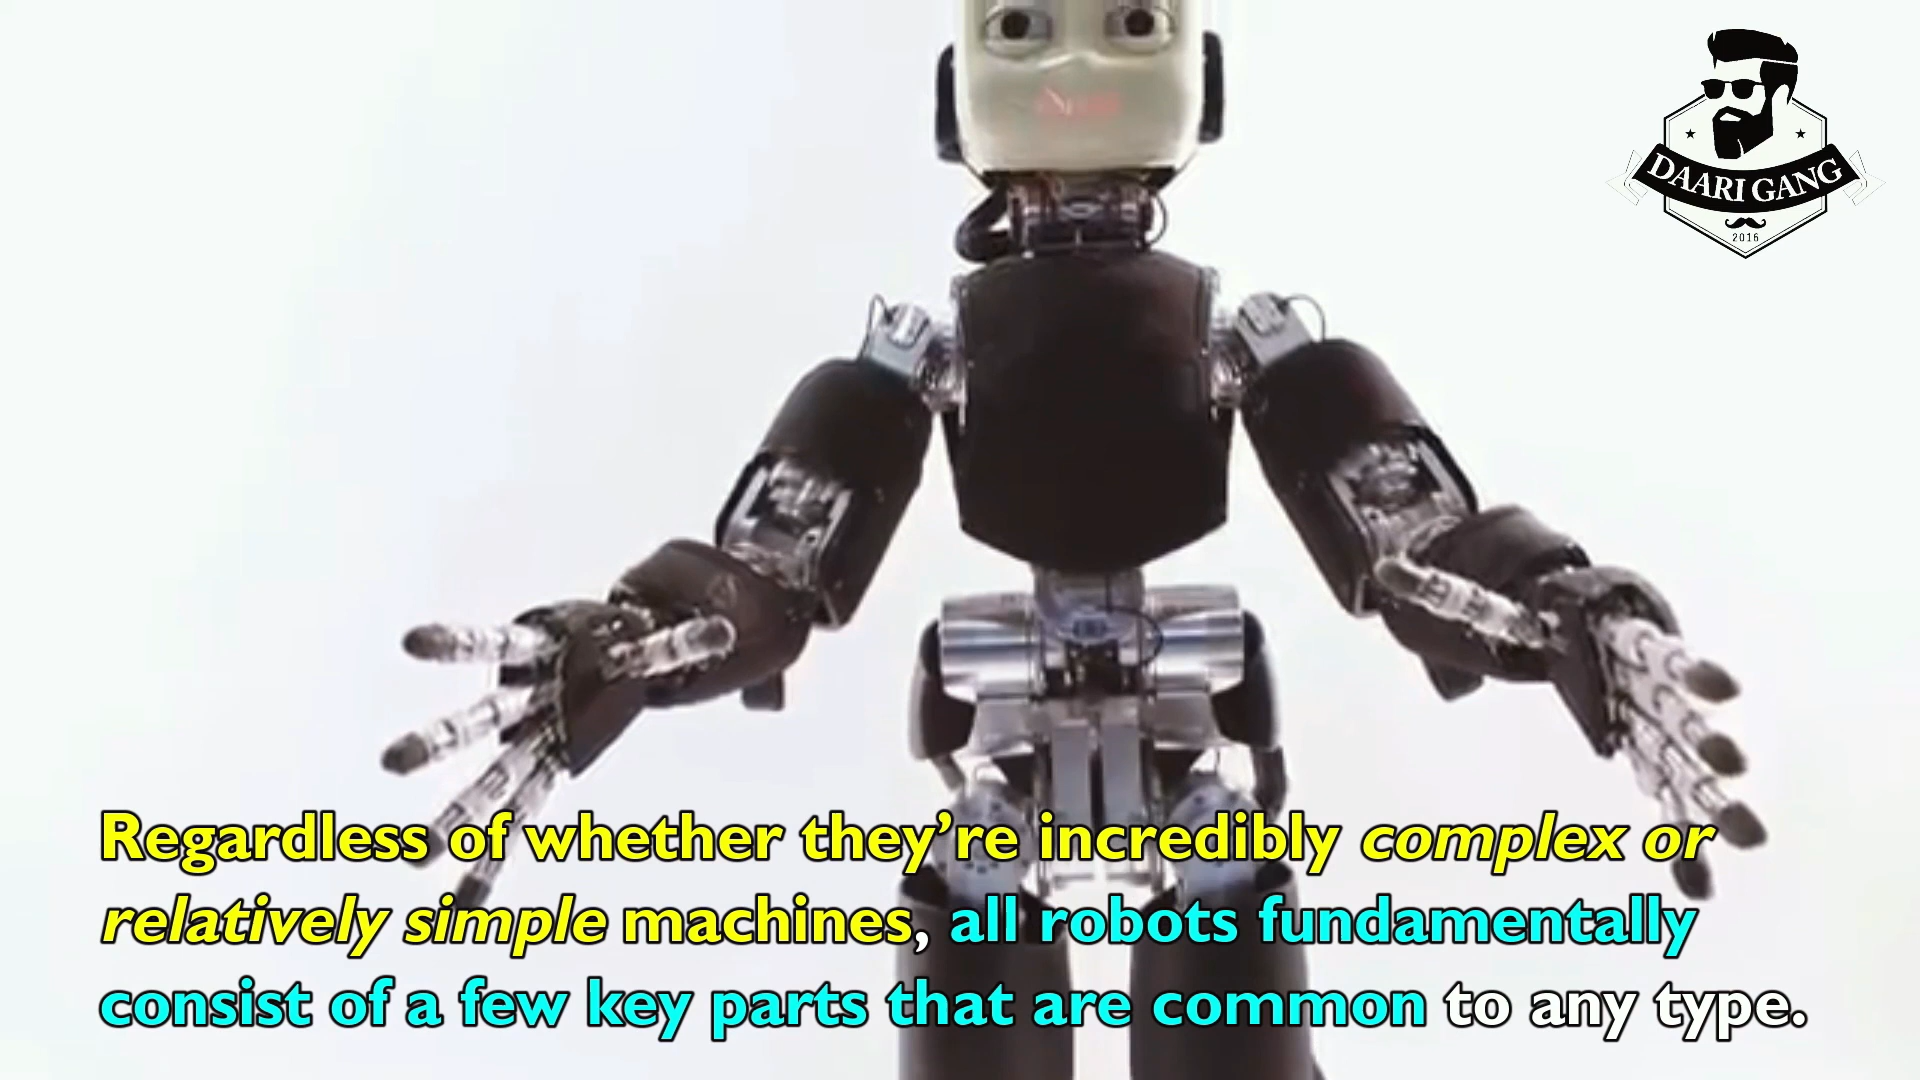 DAARI GANG
2016
Regardless of whether they’re incredibly complex or
relatively simple machines, all robots fundamentally
consist of a few key parts that are common to any type.